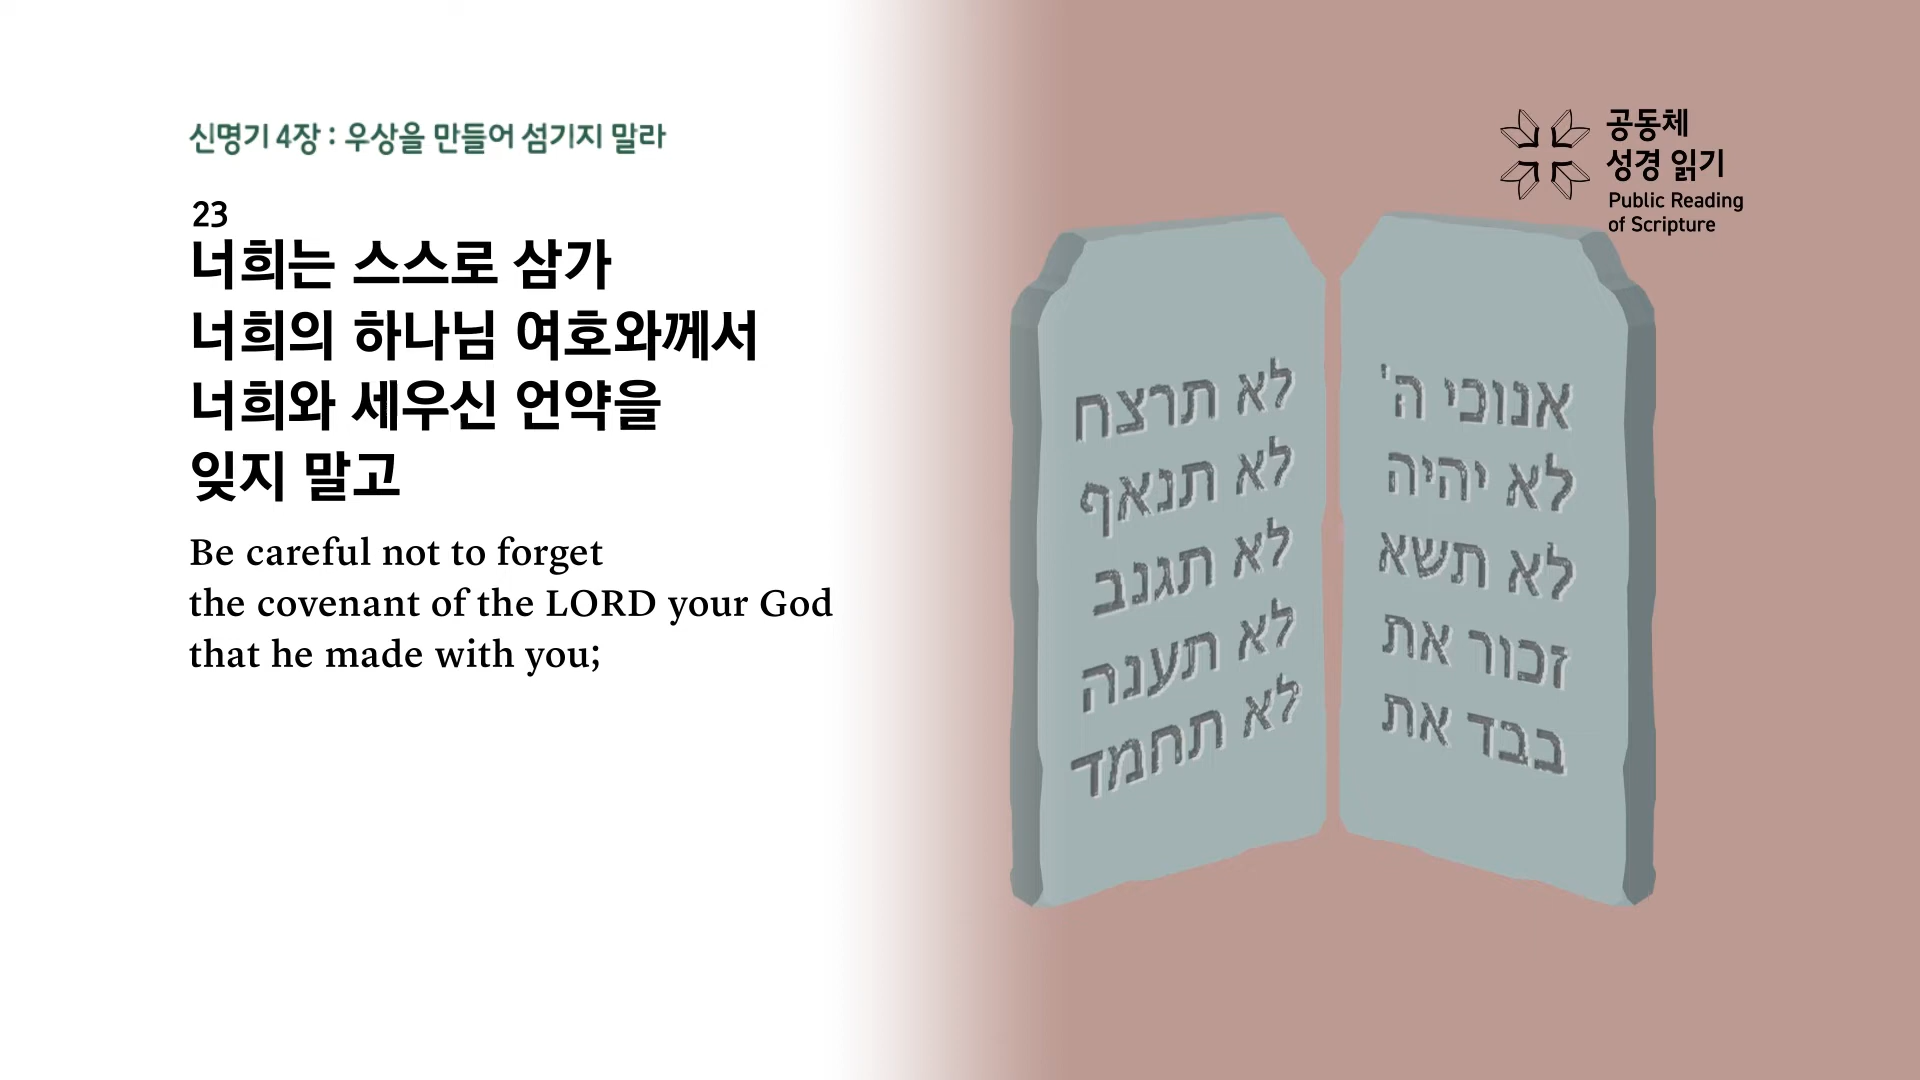 신명기 4장 : 우상을 만들어 섬기지 말라
23
너희는 스스로 삼가
너희의 하나님 여호와께서
너희와 세우신 언약을
잊지 말고
Be careful not to forget
the covenant of the LORD your God
that he made with you;
공동체
성경 읽기
Public Reading
of Scripture
אנוכי ה'
לא יהיה
לא תשא
זכור את
בבד את
לא תרצח
לא תנאף
לא תגנב
לא תענה
לא תחמד